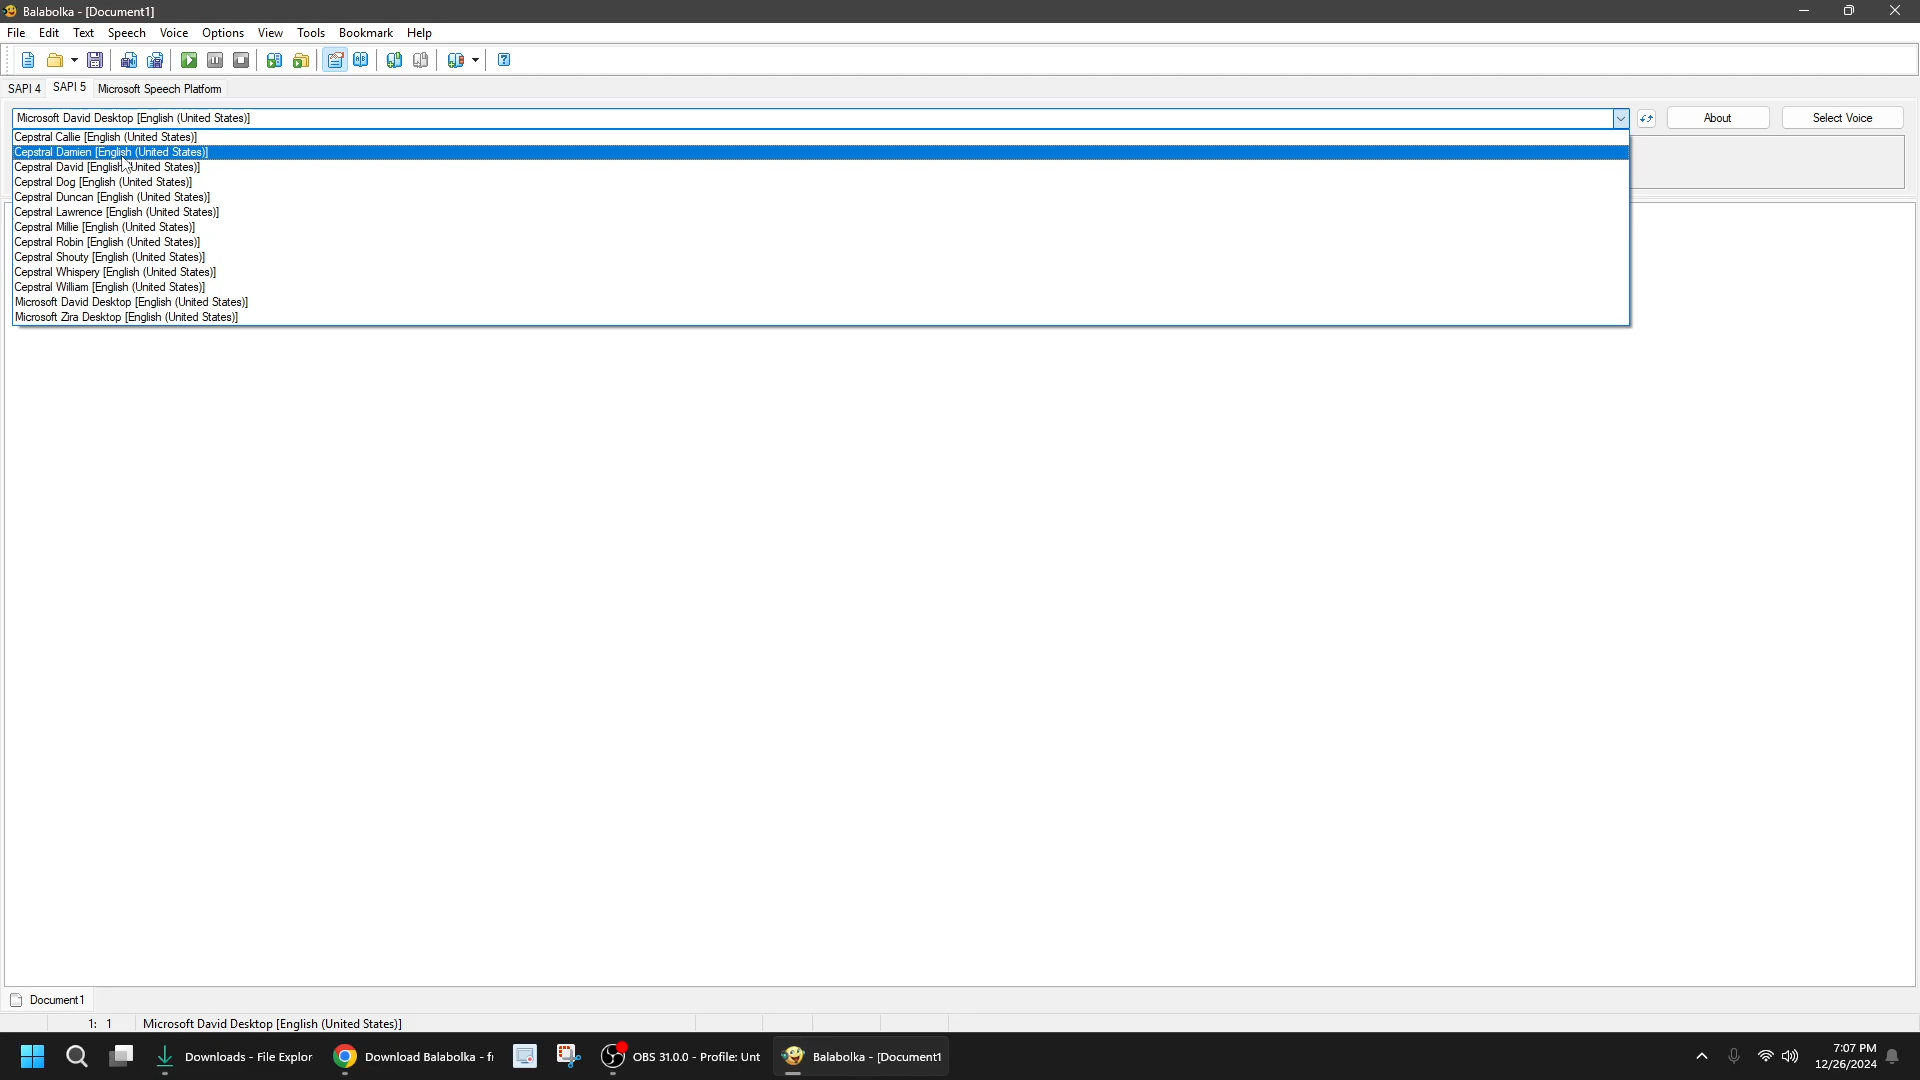 Balabolka - [Document1]
File Edit Text Speech Voice Options View Tools Bookmark Help
SAPI 4 SAPI 5 Microsoft Speech Platform
Microsoft David Desktop [English (United States)] About Select Voice
Cepstral Callie [English (United States)]
Cepstral Damien [English (United States)]
Cepstral David [English (United States)]
Cepstral Dog [English (United States)]
Cepstral Duncan [English (United States)]
Cepstral Lawrence [English (United States)]
Cepstral Millie [English (United States)]
Cepstral Robin [English (United States)]
Cepstral Shouty [English (United States)]
Cepstral Whispery [English (United States)]
Cepstral William [English (United States)]
Microsoft David Desktop [English (United States)]
Microsoft Zira Desktop [English (United States)]
Document1
1: 1 Microsoft David Desktop [English (United States)]
Downloads - File Explor Download Balabolka - fr OBS 31.0.0 - Profile: Unt Balabolka - [Document1 7:07 PM
12/26/2024